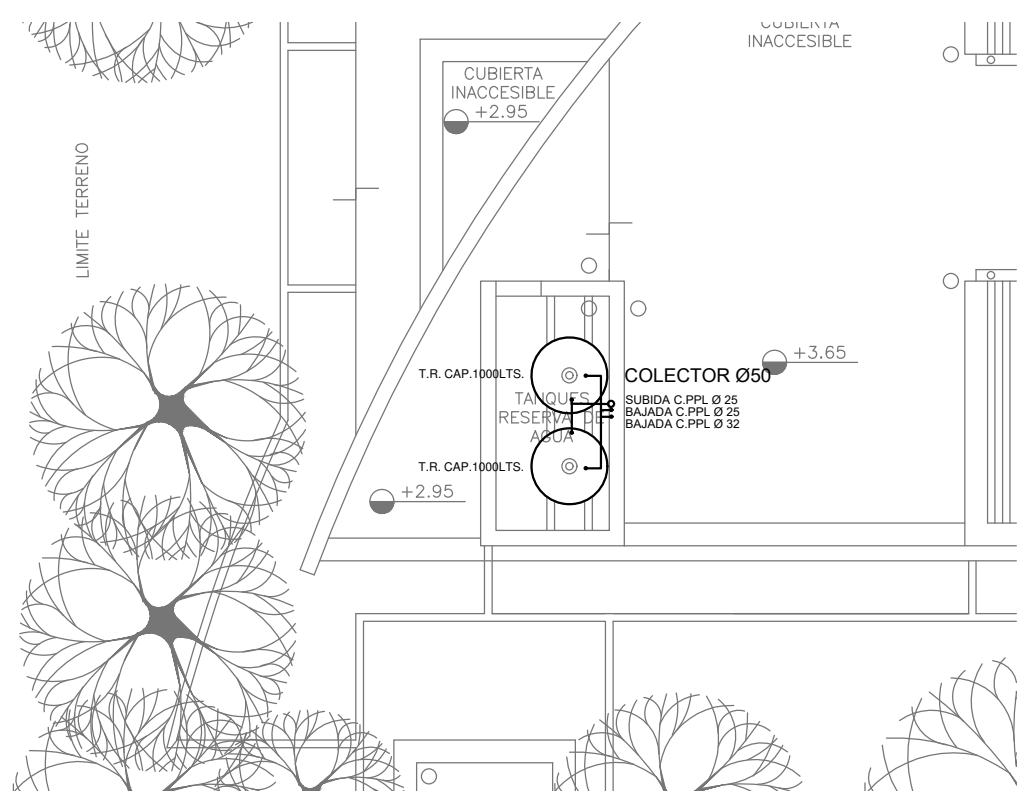 CUBIERTA
INACCESIBLE
CUBIERTA
INACCESIBLE
+2.95
LIMITE TERRENO
+3.65
T.R. CAP.1000LTS.
COLECTOR Ø50
TANQUES
RESERVA DE
AGUA
SUBIDA C.PPL Ø 25
BAJADA C.PPL Ø 25
BAJADA C.PPL Ø 32
T.R. CAP.1000LTS.
+2.95